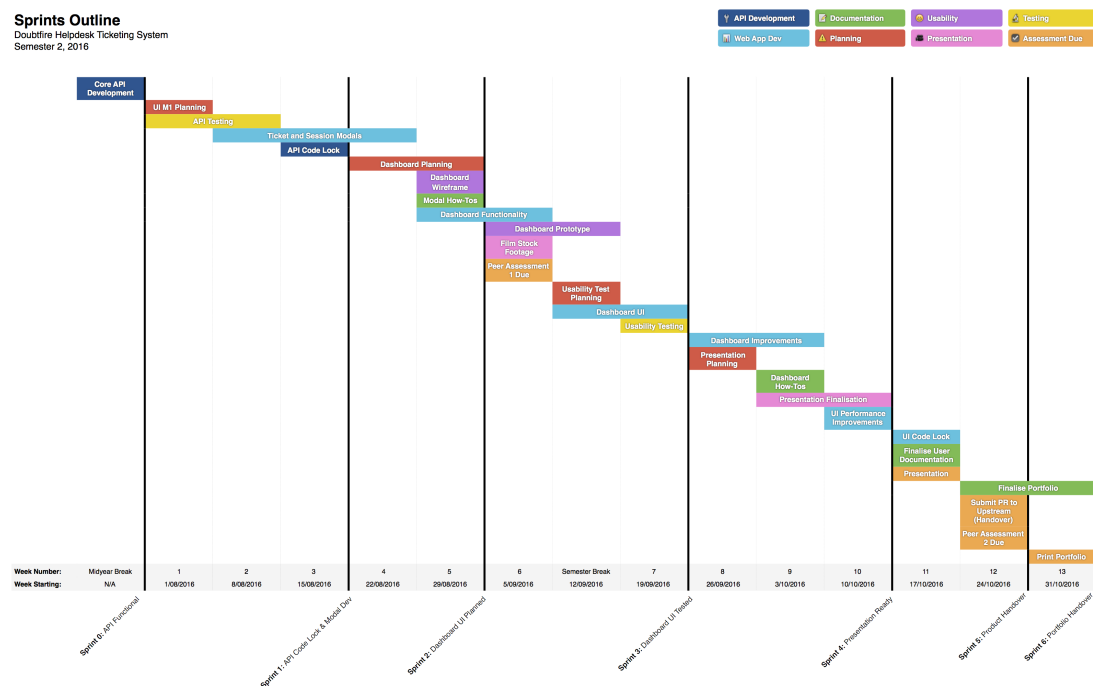 Sprints Outline
Doubtfire Helpdesk Ticketing System
Semester 2, 2016
API Development
Documentation
Usability
Testing
Web App Dev
Planning
Presentation
Assessment Due
Core API
Development
UI M1 Planning
API Testing
Ticket and Session Modals
API Code Lock
Dashboard Planning
Dashboard
Wireframe
Modal How-Tos
Dashboard Functionality
Dashboard Prototype
Film Stock
Footage
Peer Assessment
1 Due
Usability Test
Planning
Dashboard UI
Usability Testing
Dashboard Improvements
Presentation
Planning
Dashboard
How-Tos
Presentation Finalisation
UI Performance
Improvements
UI Code Lock
Finalise User
Documentation
Presentation
Finalise Portfolio
Submit PR to
Upstream
(Handover)
Peer Assessment
2 Due
Print Portfolio
Week Number: Midyear Break 1 2 3 4 5 6 Semester Break 7 8 9 10 11 12 13
Week Starting: N/A 1/08/2016 8/08/2016 15/08/2016 22/08/2016 29/08/2016 5/09/2016 12/09/2016 19/09/2016 26/09/2016 3/10/2016 10/10/2016 17/10/2016 24/10/2016 31/10/2016
Sprint 0: API Functional
Sprint 1: API Code Lock & Modal Dev
Sprint 2: Dashboard UI Planned
Sprint 3: Dashboard UI Tested
Sprint 4: Presentation Ready
Sprint 5: Product Handover
Sprint 6: Portfolio Handover